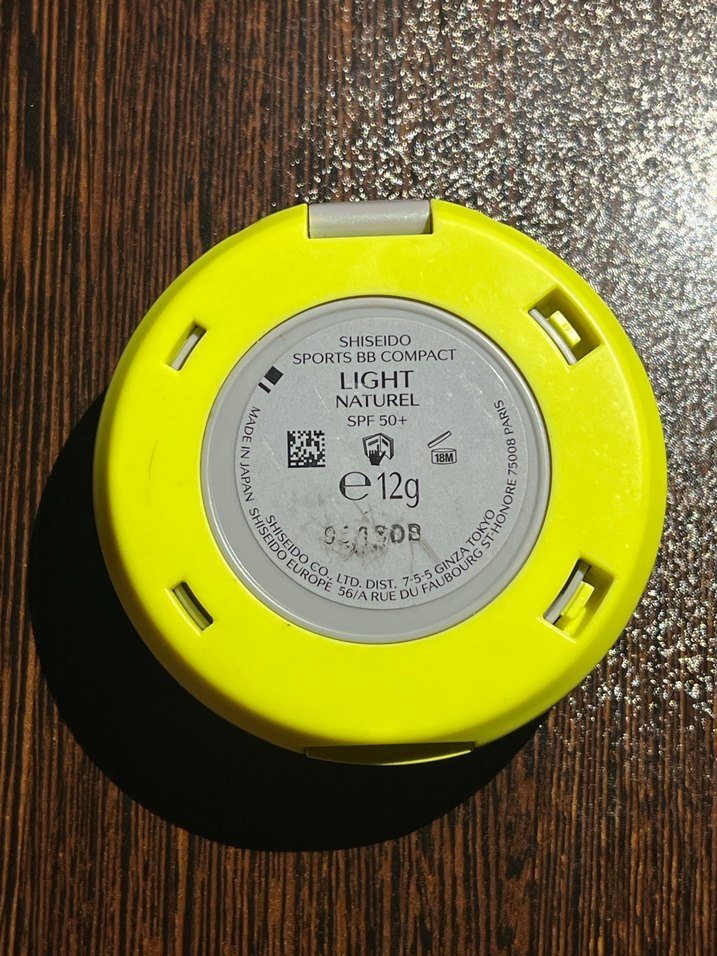 SHISEIDO
SPORTS BB COMPACT
LIGHT
NATUREL
SPF 50+
18M
℮ 12g
MADE IN JAPAN
SHISEIDO CO., LTD. DIST. 7-5-5 GINZA TOKYO
SHISEIDO EUROPE 56/A RUE DU FAUBOURG ST-HONORE 75008 PARIS